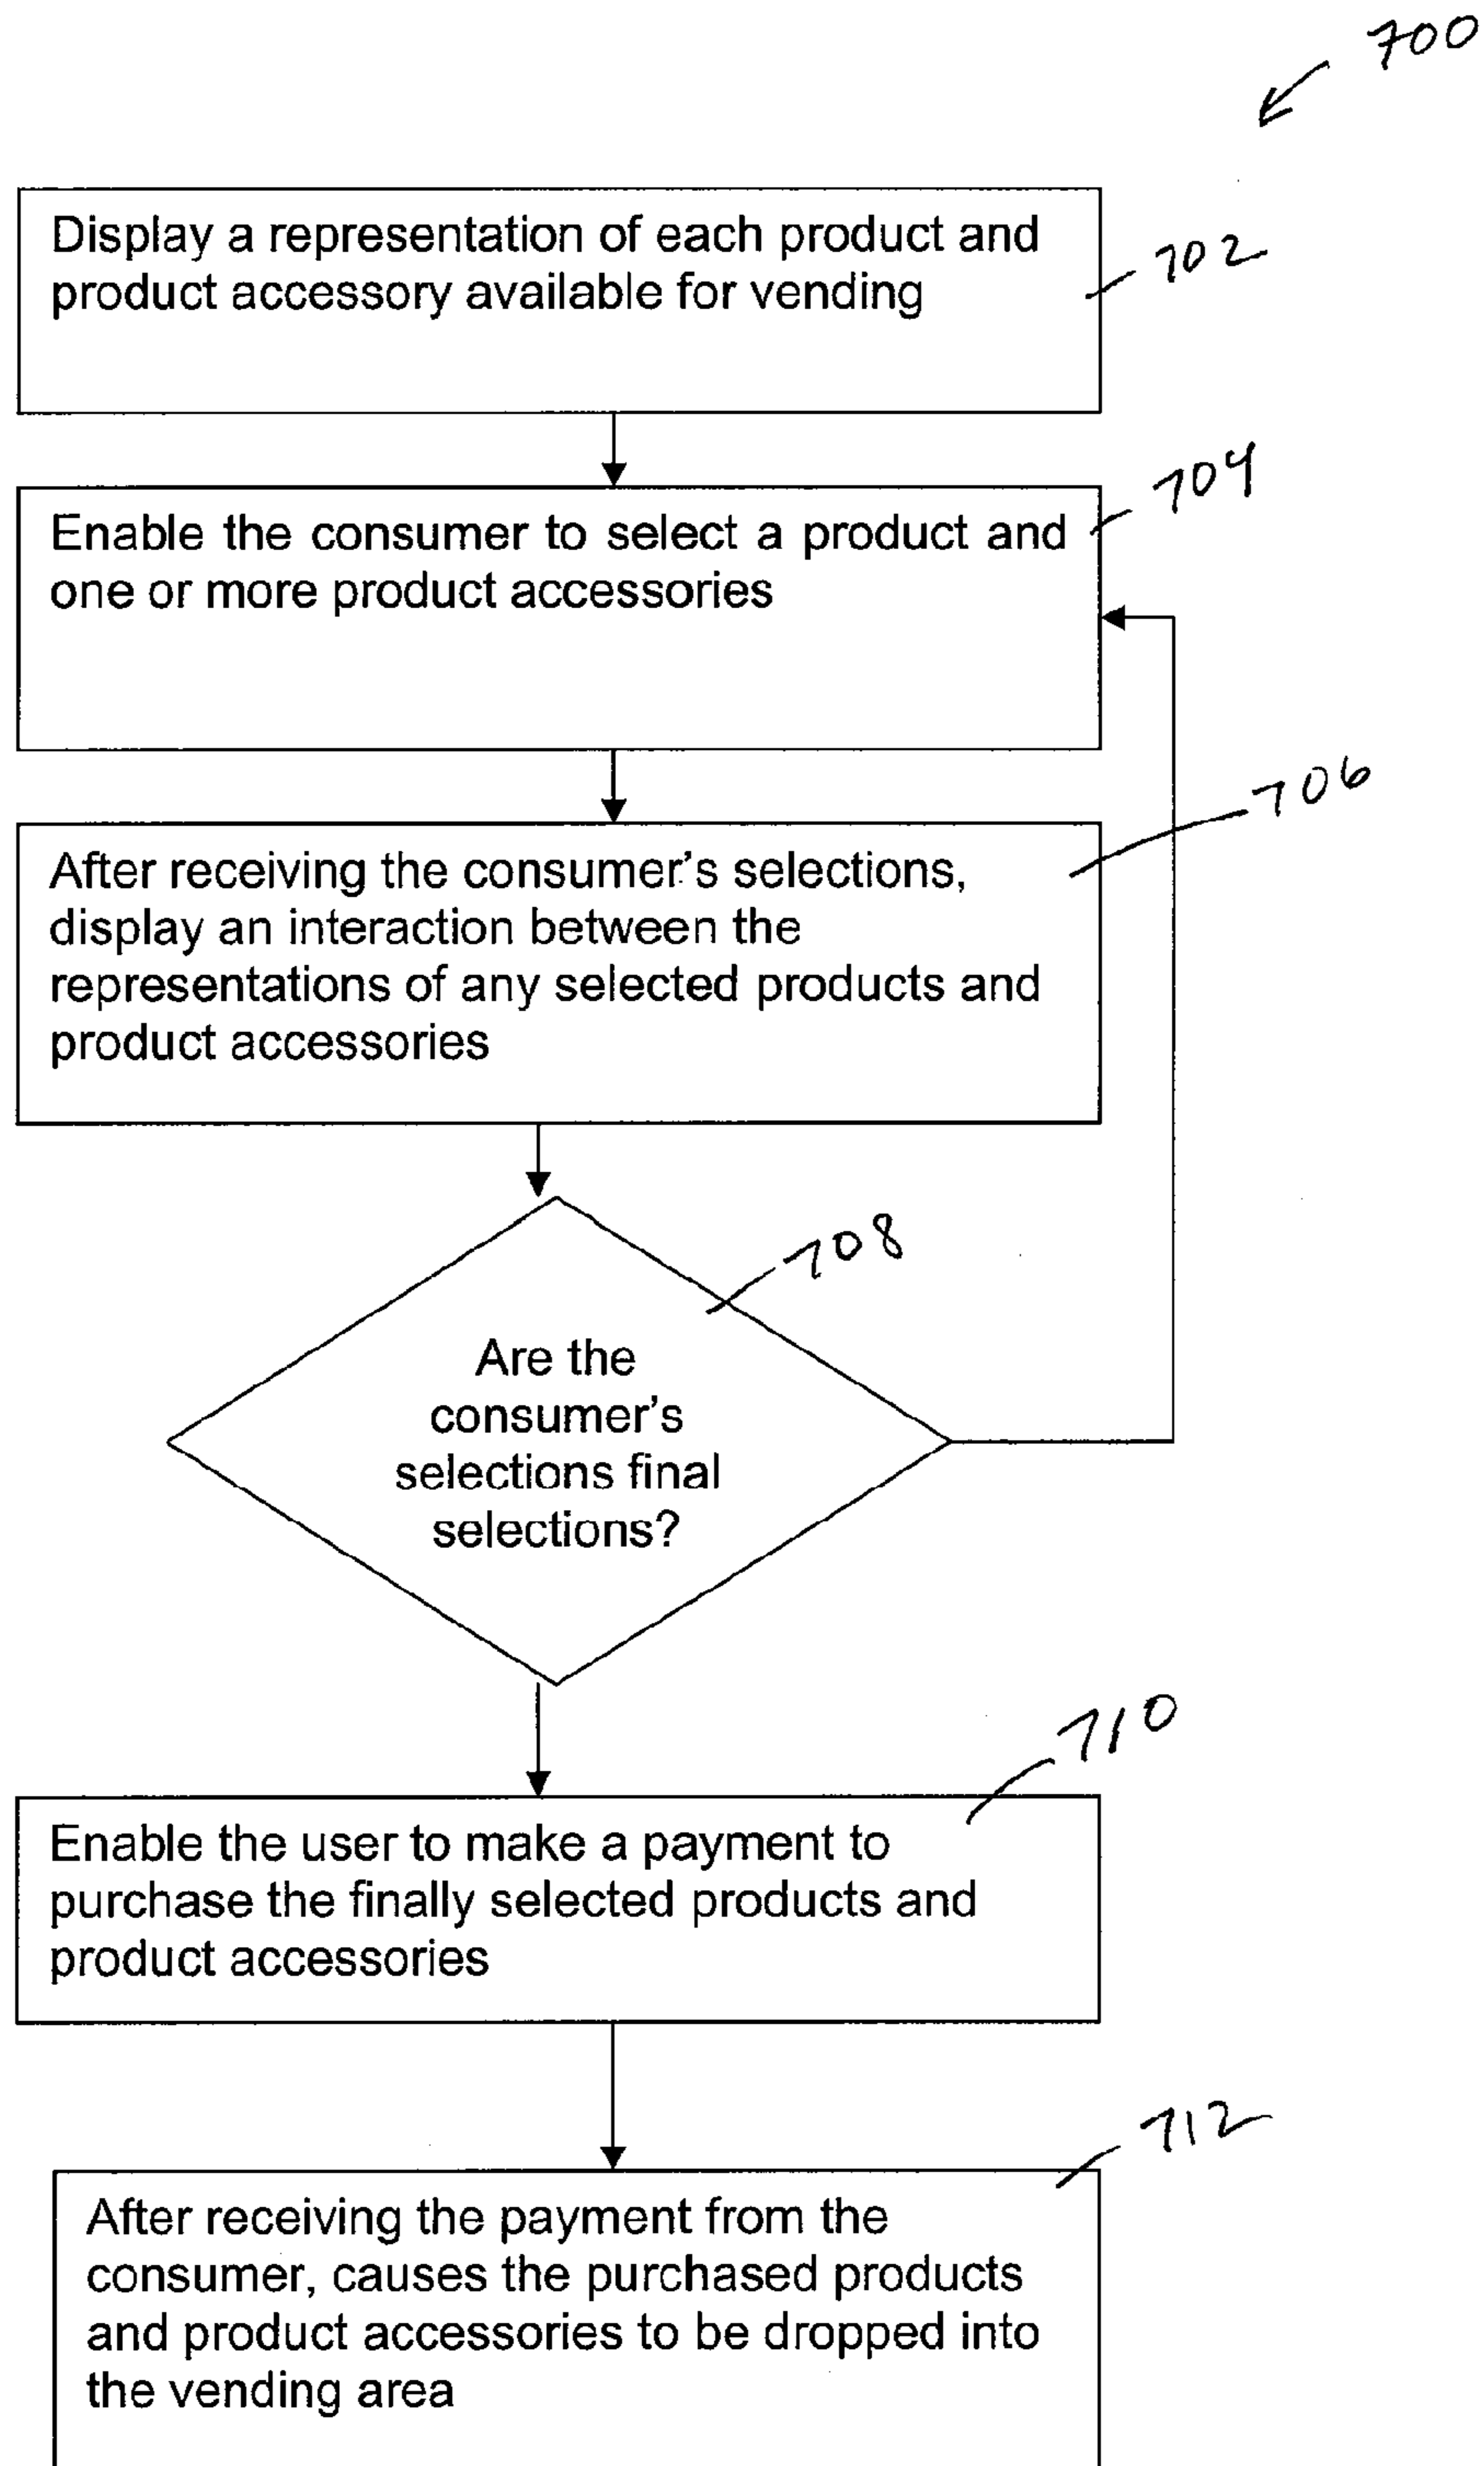 700
Display a representation of each product and
product accessory available for vending
702
Enable the consumer to select a product and
one or more product accessories
704
After receiving the consumer's selections,
display an interaction between the
representations of any selected products and
product accessories
706
Are the
consumer's
selections final
selections?
708
Enable the user to make a payment to
purchase the finally selected products and
product accessories
710
After receiving the payment from the
consumer, causes the purchased products
and product accessories to be dropped into
the vending area
712